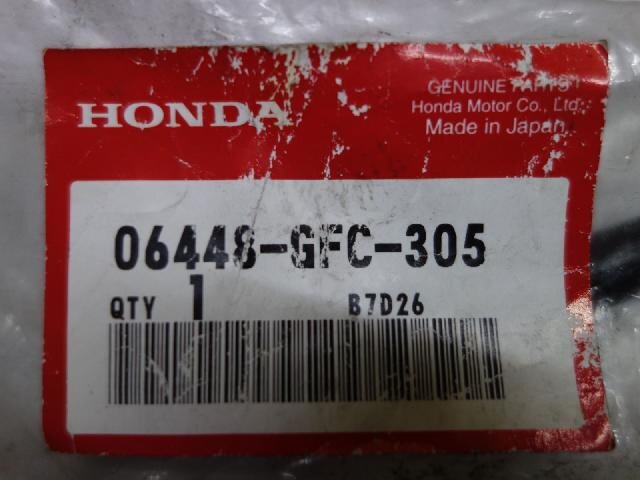 HONDA
GENUINE PARTS
Honda Motor Co., Ltd.
Made in Japan
06448-GFC-305
QTY 1 B7D26